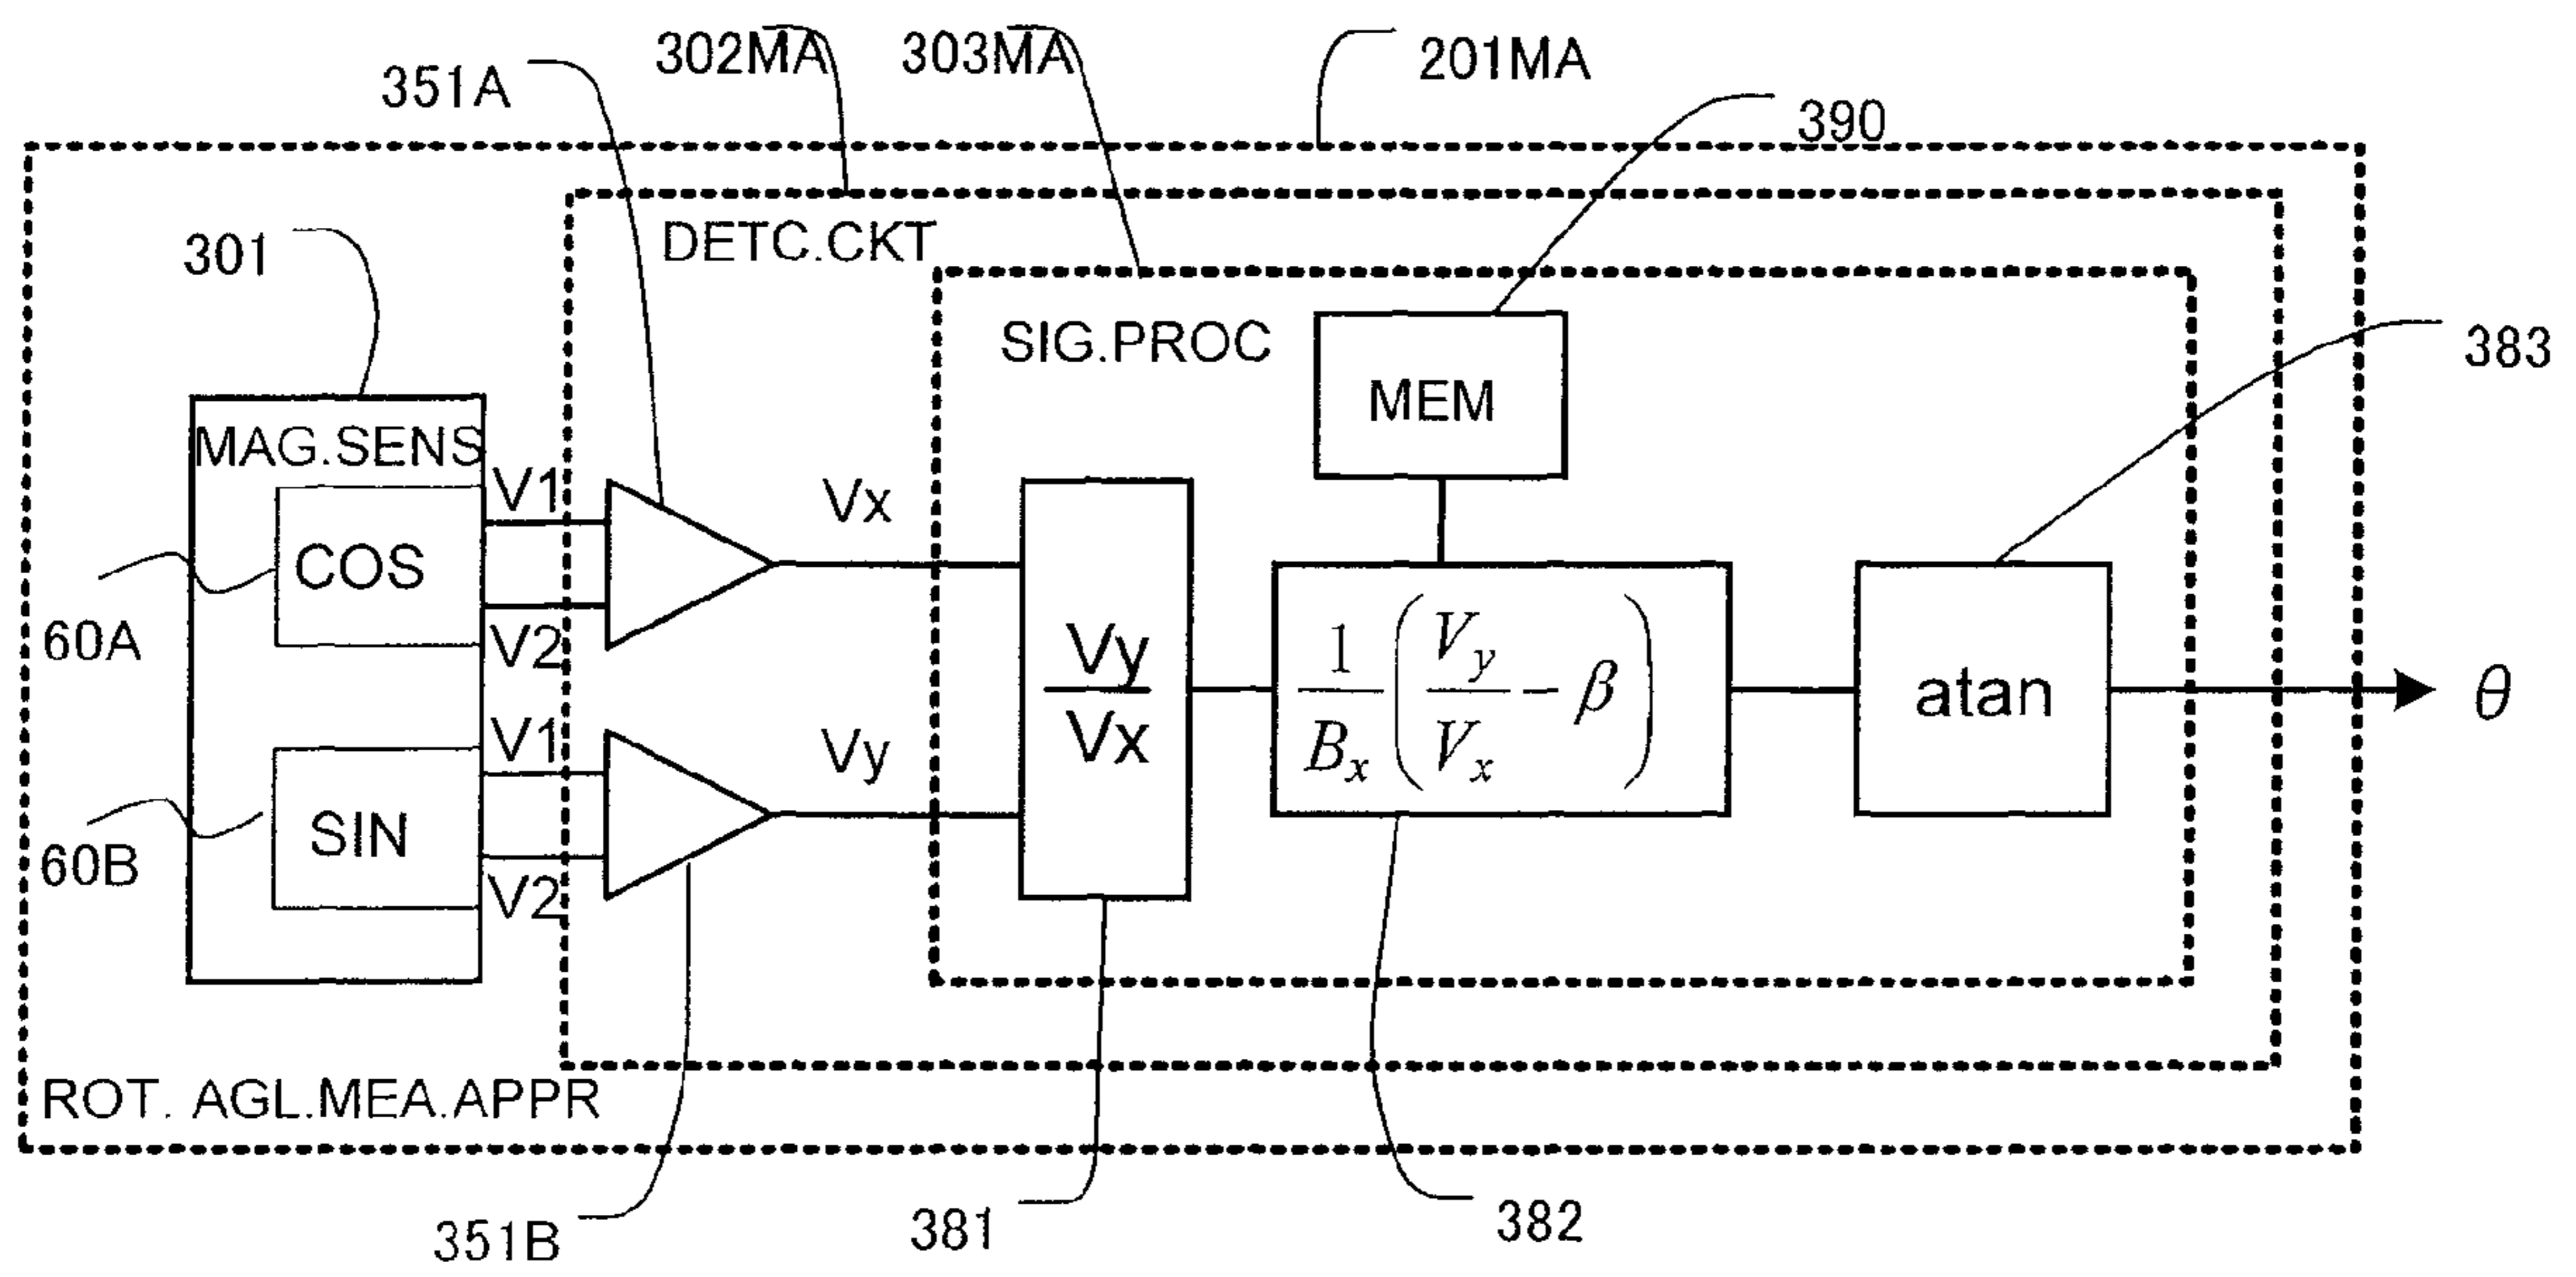 302MA
303MA
201MA
351A
390
301
DETC.CKT
SIG.PROC
383
MEM
MAG.SENS
V1
Vx
COS
60A
V2
Vy
Vx
1/Bx (Vy/Vx − β)
atan
θ
V1
Vy
SIN
60B
V2
ROT. AGL.MEA.APPR
351B
381
382